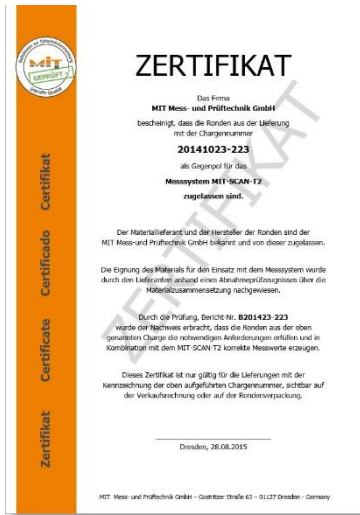 MIT
GEPRÜFT
ZERTIFIKAT
Das Firma
MIT Mess- und Prüftechnik GmbH
bescheinigt, dass die Ronden aus der Lieferung
mit der Chargennummer
20141023-223
als Gegenpol für das
Messsystem MIT-SCAN-T2
zugelassen sind.
Der Materiallieferant und der Hersteller der Ronden sind der
MIT Mess-und Prüftechnik GmbH bekannt und von dieser zugelassen.
Die Eignung des Materials für den Einsatz mit dem Messsystem wurde
durch den Lieferanten anhand eines Abnahmeprüfzeugnisses über die
Materialzusammensetzung nachgewiesen.
Durch die Prüfung, Bericht-Nr. B201423-223
wurde der Nachweis erbracht, dass die Ronden aus der oben
genannten Charge die notwendigen Anforderungen erfüllen und in
Kombination mit dem MIT-SCAN-T2 korrekte Messwerte erzeugen.
Dieses Zertifikat ist nur gültig für die Lieferungen mit der
Kennzeichnung der oben aufgeführten Chargennummer, sichtbar auf
der Verkaufsrechnung oder auf der Rondenverpackung.
Dresden, 28.08.2015
MIT Mess- und Prüftechnik GmbH – Gostritzer Straße 63 – 01127 Dresden - Germany
Zertifikat Certificate Certificado Certifikat
ZERTIFIKAT